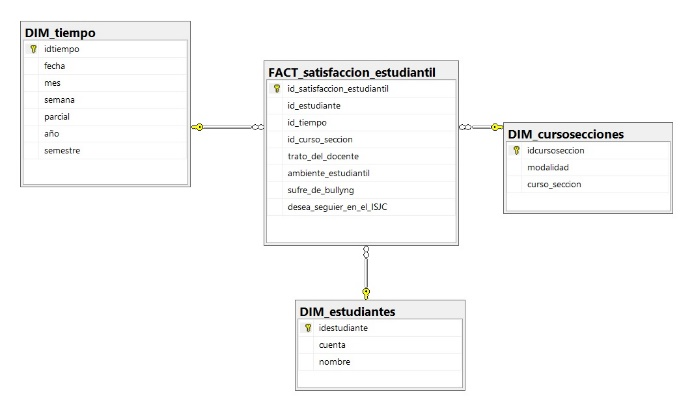 DIM_tiempo
idtiempo
fecha
mes
semana
parcial
año
semestre
FACT_satisfaccion_estudiantil
id_satisfaccion_estudiantil
id_estudiante
id_tiempo
id_curso_seccion
trato_del_docente
ambiente_estudiantil
sufre_de_bullyng
desea_seguier_en_el_ISJC
DIM_cursosecciones
idcursoseccion
modalidad
curso_seccion
DIM_estudiantes
idestudiante
cuenta
nombre